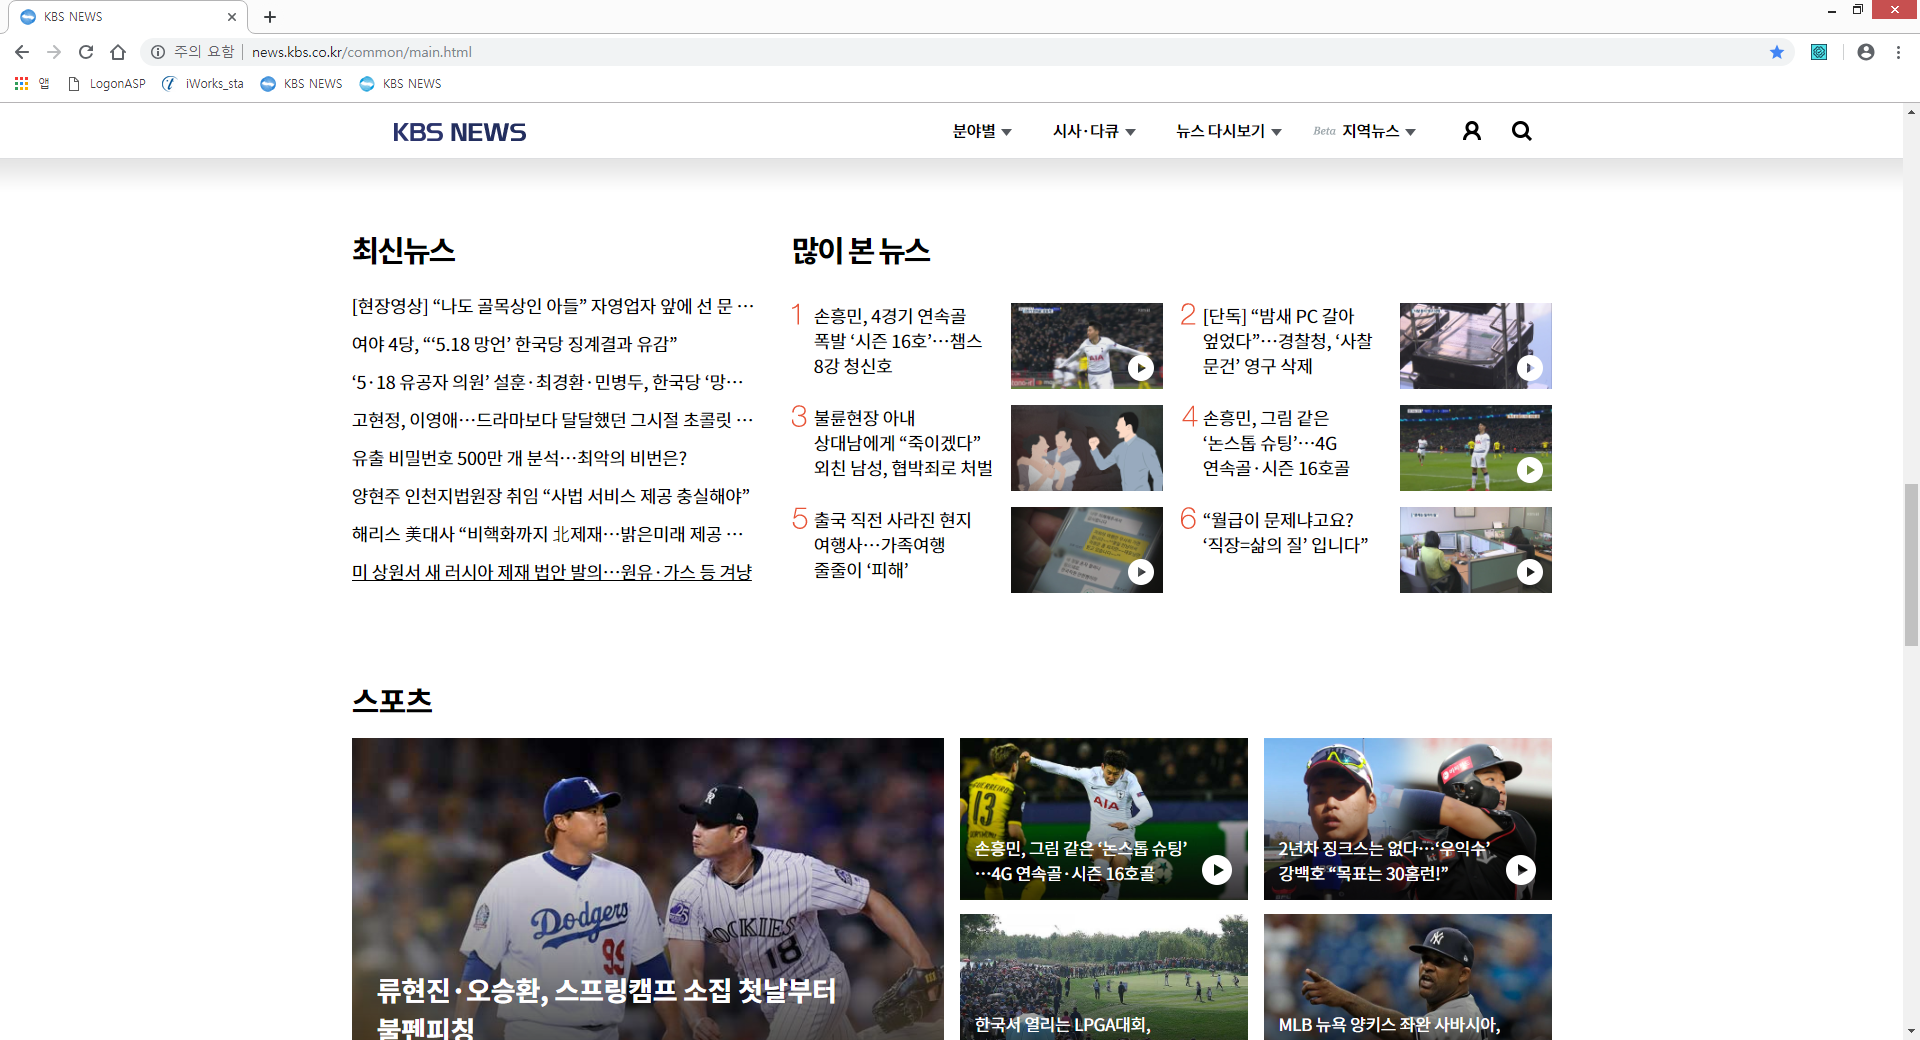 KBS NEWS
주의 요함
news.kbs.co.kr/common/main.html
앱
LogonASP
iWorks_sta
KBS NEWS
KBS NEWS
KBS NEWS
분야별
시사·다큐
뉴스 다시보기
Beta 지역뉴스
최신뉴스
[현장영상] “나도 골목상인 아들” 자영업자 앞에 선 문 …
여야 4당, “‘5.18 망언’ 한국당 징계결과 유감”
‘5·18 유공자 의원’ 설훈·최경환·민병두, 한국당 ‘망…
고현정, 이영애…드라마보다 달달했던 그시절 초콜릿 …
유출 비밀번호 500만 개 분석…최악의 비번은?
양현주 인천지법원장 취임 “사법 서비스 제공 충실해야”
해리스 美대사 “비핵화까지 北제재…밝은미래 제공 …
미 상원서 새 러시아 제재 법안 발의…원유·가스 등 겨냥
많이 본 뉴스
1 손흥민, 4경기 연속골
폭발 ‘시즌 16호’…챔스
8강 청신호
2 [단독] “밤새 PC 갈아
엎었다”…경찰청, ‘사찰
문건’ 영구 삭제
3 불륜현장 아내
상대남에게 “죽이겠다”
외친 남성, 협박죄로 처벌
4 손흥민, 그림 같은
‘논스톱 슈팅’…4G
연속골·시즌 16호골
5 출국 직전 사라진 현지
여행사…가족여행
줄줄이 ‘피해’
6 “월급이 문제냐고요?
‘직장=삶의 질’ 입니다”
스포츠
LA
CR
Dodgers
99
ROCKIES
18
류현진·오승환, 스프링캠프 소집 첫날부터
불펜피칭
GUERREIRO
13
AIA
손흥민, 그림 같은 ‘논스톱 슈팅’
…4G 연속골·시즌 16호골
2년차 징크스는 없다…‘우익수’
강백호 “목표는 30홈런!”
한국서 열리는 LPGA대회,
MLB 뉴욕 양키스 좌완 사바시아,